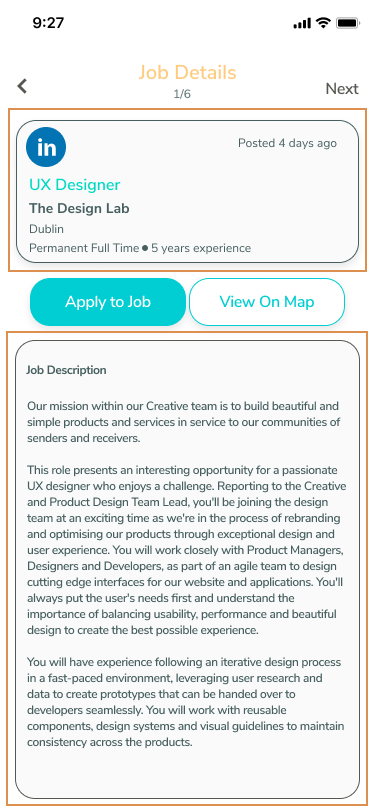 9:27
Job Details
1/6
Next
in
Posted 4 days ago
UX Designer
The Design Lab
Dublin
Permanent Full Time ● 5 years experience
Apply to Job
View On Map
Job Description
Our mission within our Creative team is to build beautiful and
simple products and services in service to our communities of
senders and receivers.
This role presents an interesting opportunity for a passionate
UX designer who enjoys a challenge. Reporting to the Creative
and Product Design Team Lead, you'll be joining the design
team at an exciting time as we're in the process of rebranding
and optimising our products through exceptional design and
user experience. You will work closely with Product Managers,
Designers and Developers, as part of an agile team to design
cutting edge interfaces for our website and applications. You'll
always put the user's needs first and understand the
importance of balancing usability, performance and beautiful
design to create the best possible experience.
You will have experience following an iterative design process
in a fast-paced environment, leveraging user research and
data to create prototypes that can be handed over to
developers seamlessly. You will work with reusable
components, design systems and visual guidelines to maintain
consistency across the products.